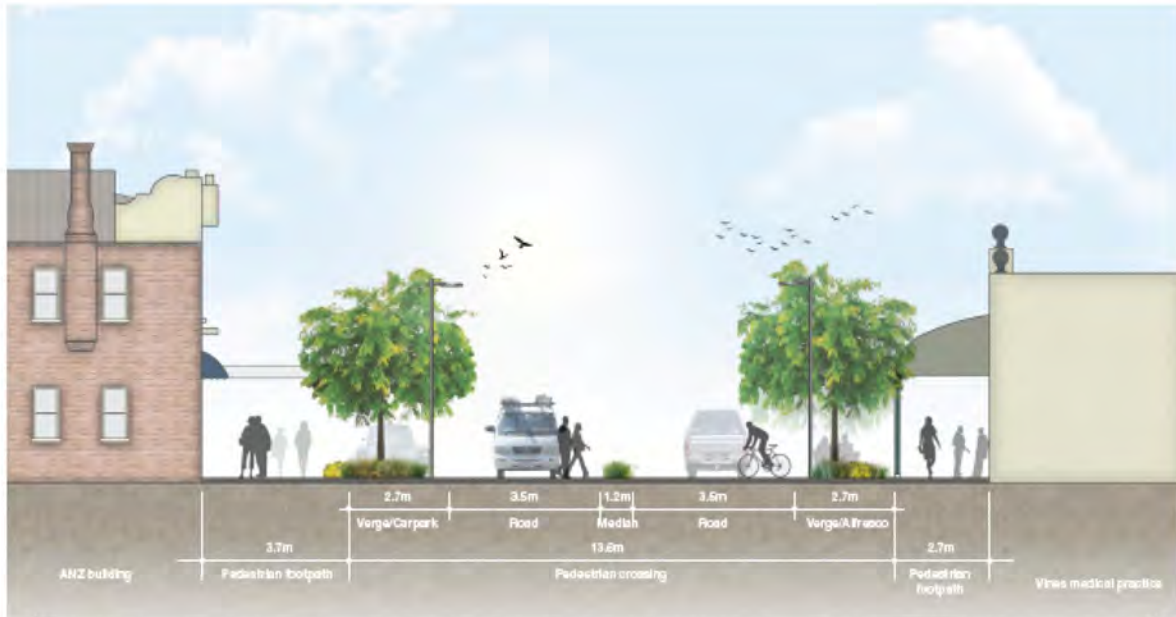 2.7m 3.5m 1.2m 3.5m 2.7m
Verge/Carpark Road Median Road Verge/Alfresco
3.7m 13.6m 2.7m
ANZ building Pedestrian footpath Pedestrian crossing Pedestrian footpath Vines medical practice